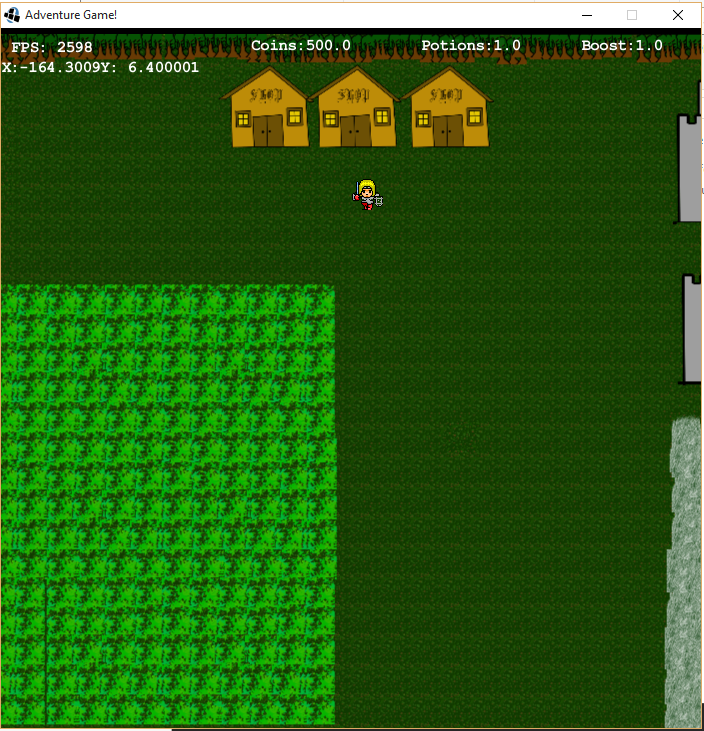 Adventure Game!
FPS: 2598 Coins:500.0 Potions:1.0 Boost:1.0
X:-164.3009Y: 6.400001
SHOP SHOP SHOP